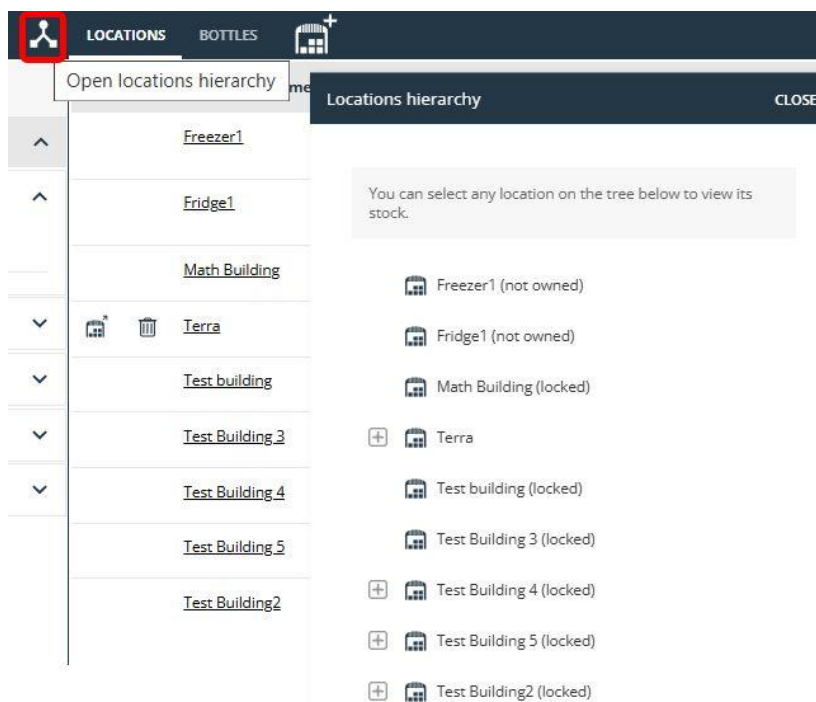 LOCATIONS BOTTLES
Open locations hierarchy
me
Locations hierarchy CLOSE
Freezer1
Fridge1
Math Building
Terra
Test building
Test Building 3
Test Building 4
Test Building 5
Test Building2
You can select any location on the tree below to view its
stock.
Freezer1 (not owned)
Fridge1 (not owned)
Math Building (locked)
Terra
Test building (locked)
Test Building 3 (locked)
Test Building 4 (locked)
Test Building 5 (locked)
Test Building2 (locked)